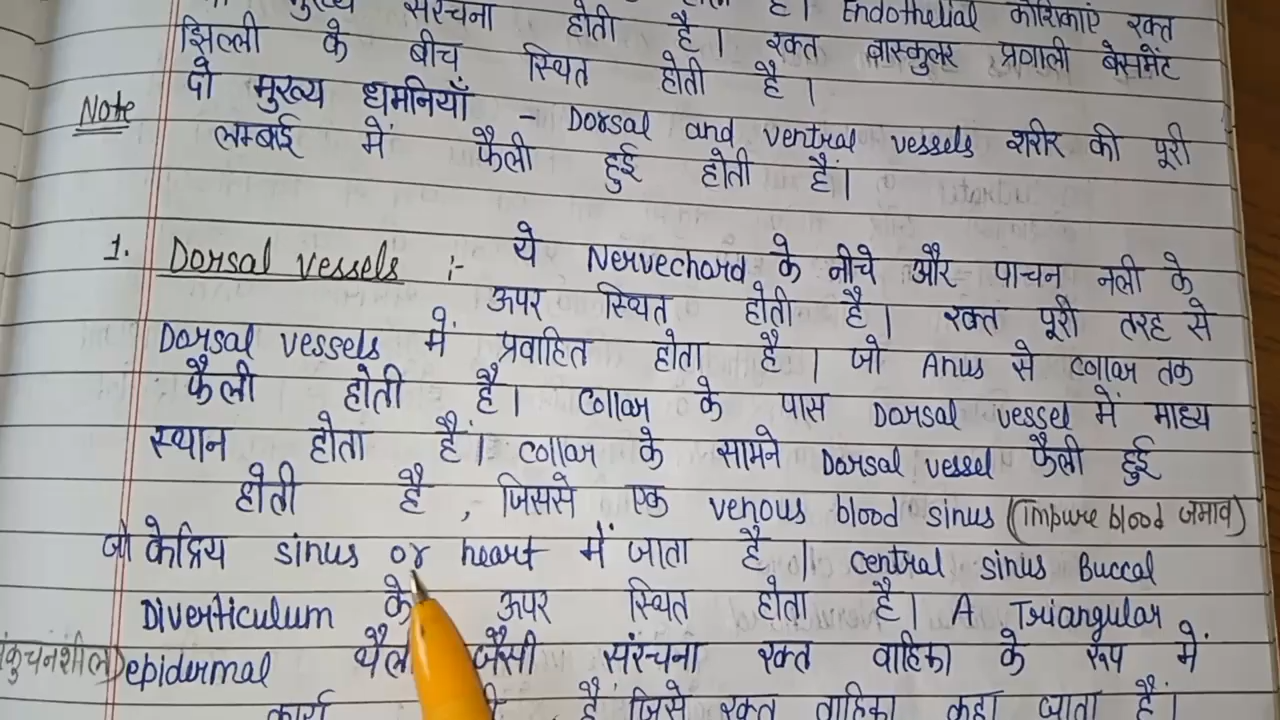 मुख्य संरचना होती है। Endothelial कोशिकाएं रक्त
झिल्ली के बीच स्थित होती है। रक्त वास्कुलर प्रणाली बेसमेंट
Note दो मुख्य धमनियाँ - Dorsal and ventral vessels शरीर की पूरी
लम्बाई में फैली हुई होती हैं।
1. Dorsal vessels :- ये Nervechord के नीचे और पाचन नली के
ऊपर स्थित होती है। रक्त पूरी तरह से
Dorsal vessels में प्रवाहित होता है। जो Anus से collar तक
फैली होती है। collar के पास Dorsal vessel में माध्य
स्थान होता है। collar के सामने Dorsal vessel फैली हुई
होती है, जिससे एक venous blood sinus (impure blood जमाव)
जो केंद्रिय sinus or heart में जाता है। central sinus Buccal
Diverticulum के ऊपर स्थित होता है। A Triangular
epidermal थैली जैसी संरचना रक्त वाहिका के रूप में
कार्य है जिसे रक्त वाहिका कहा जाता है।